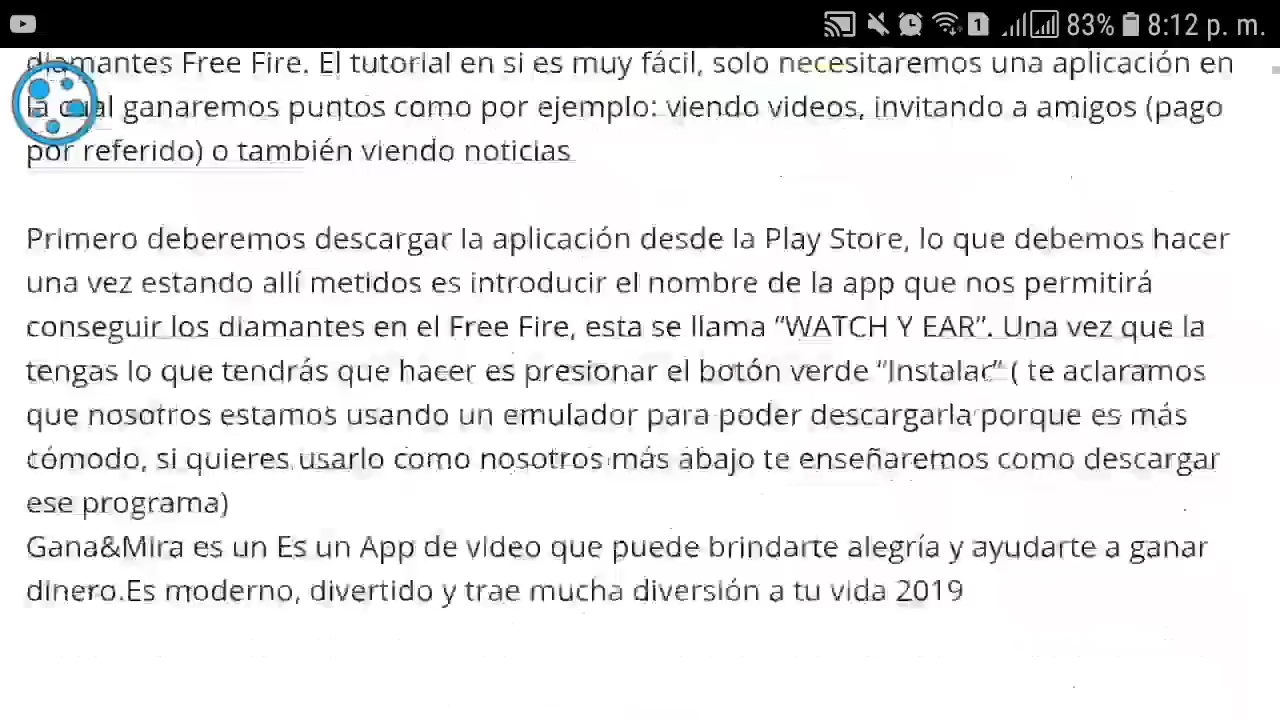 83% 8:12 p. m.
diamantes Free Fire. El tutorial en si es muy fácil, solo necesitaremos una aplicación en
la cual ganaremos puntos como por ejemplo: viendo videos, invitando a amigos (pago
por referido) o también viendo noticias
Primero deberemos descargar la aplicación desde la Play Store, lo que debemos hacer
una vez estando allí metidos es introducir el nombre de la app que nos permitirá
conseguir los diamantes en el Free Fire, esta se llama “WATCH Y EAR”. Una vez que la
tengas lo que tendrás que hacer es presionar el botón verde “Instalar” ( te aclaramos
que nosotros estamos usando un emulador para poder descargarla porque es más
cómodo, si quieres usarlo como nosotros más abajo te enseñaremos como descargar
ese programa)
Gana&Mira es un Es un App de video que puede brindarte alegría y ayudarte a ganar
dinero.Es moderno, divertido y trae mucha diversión a tu vida 2019